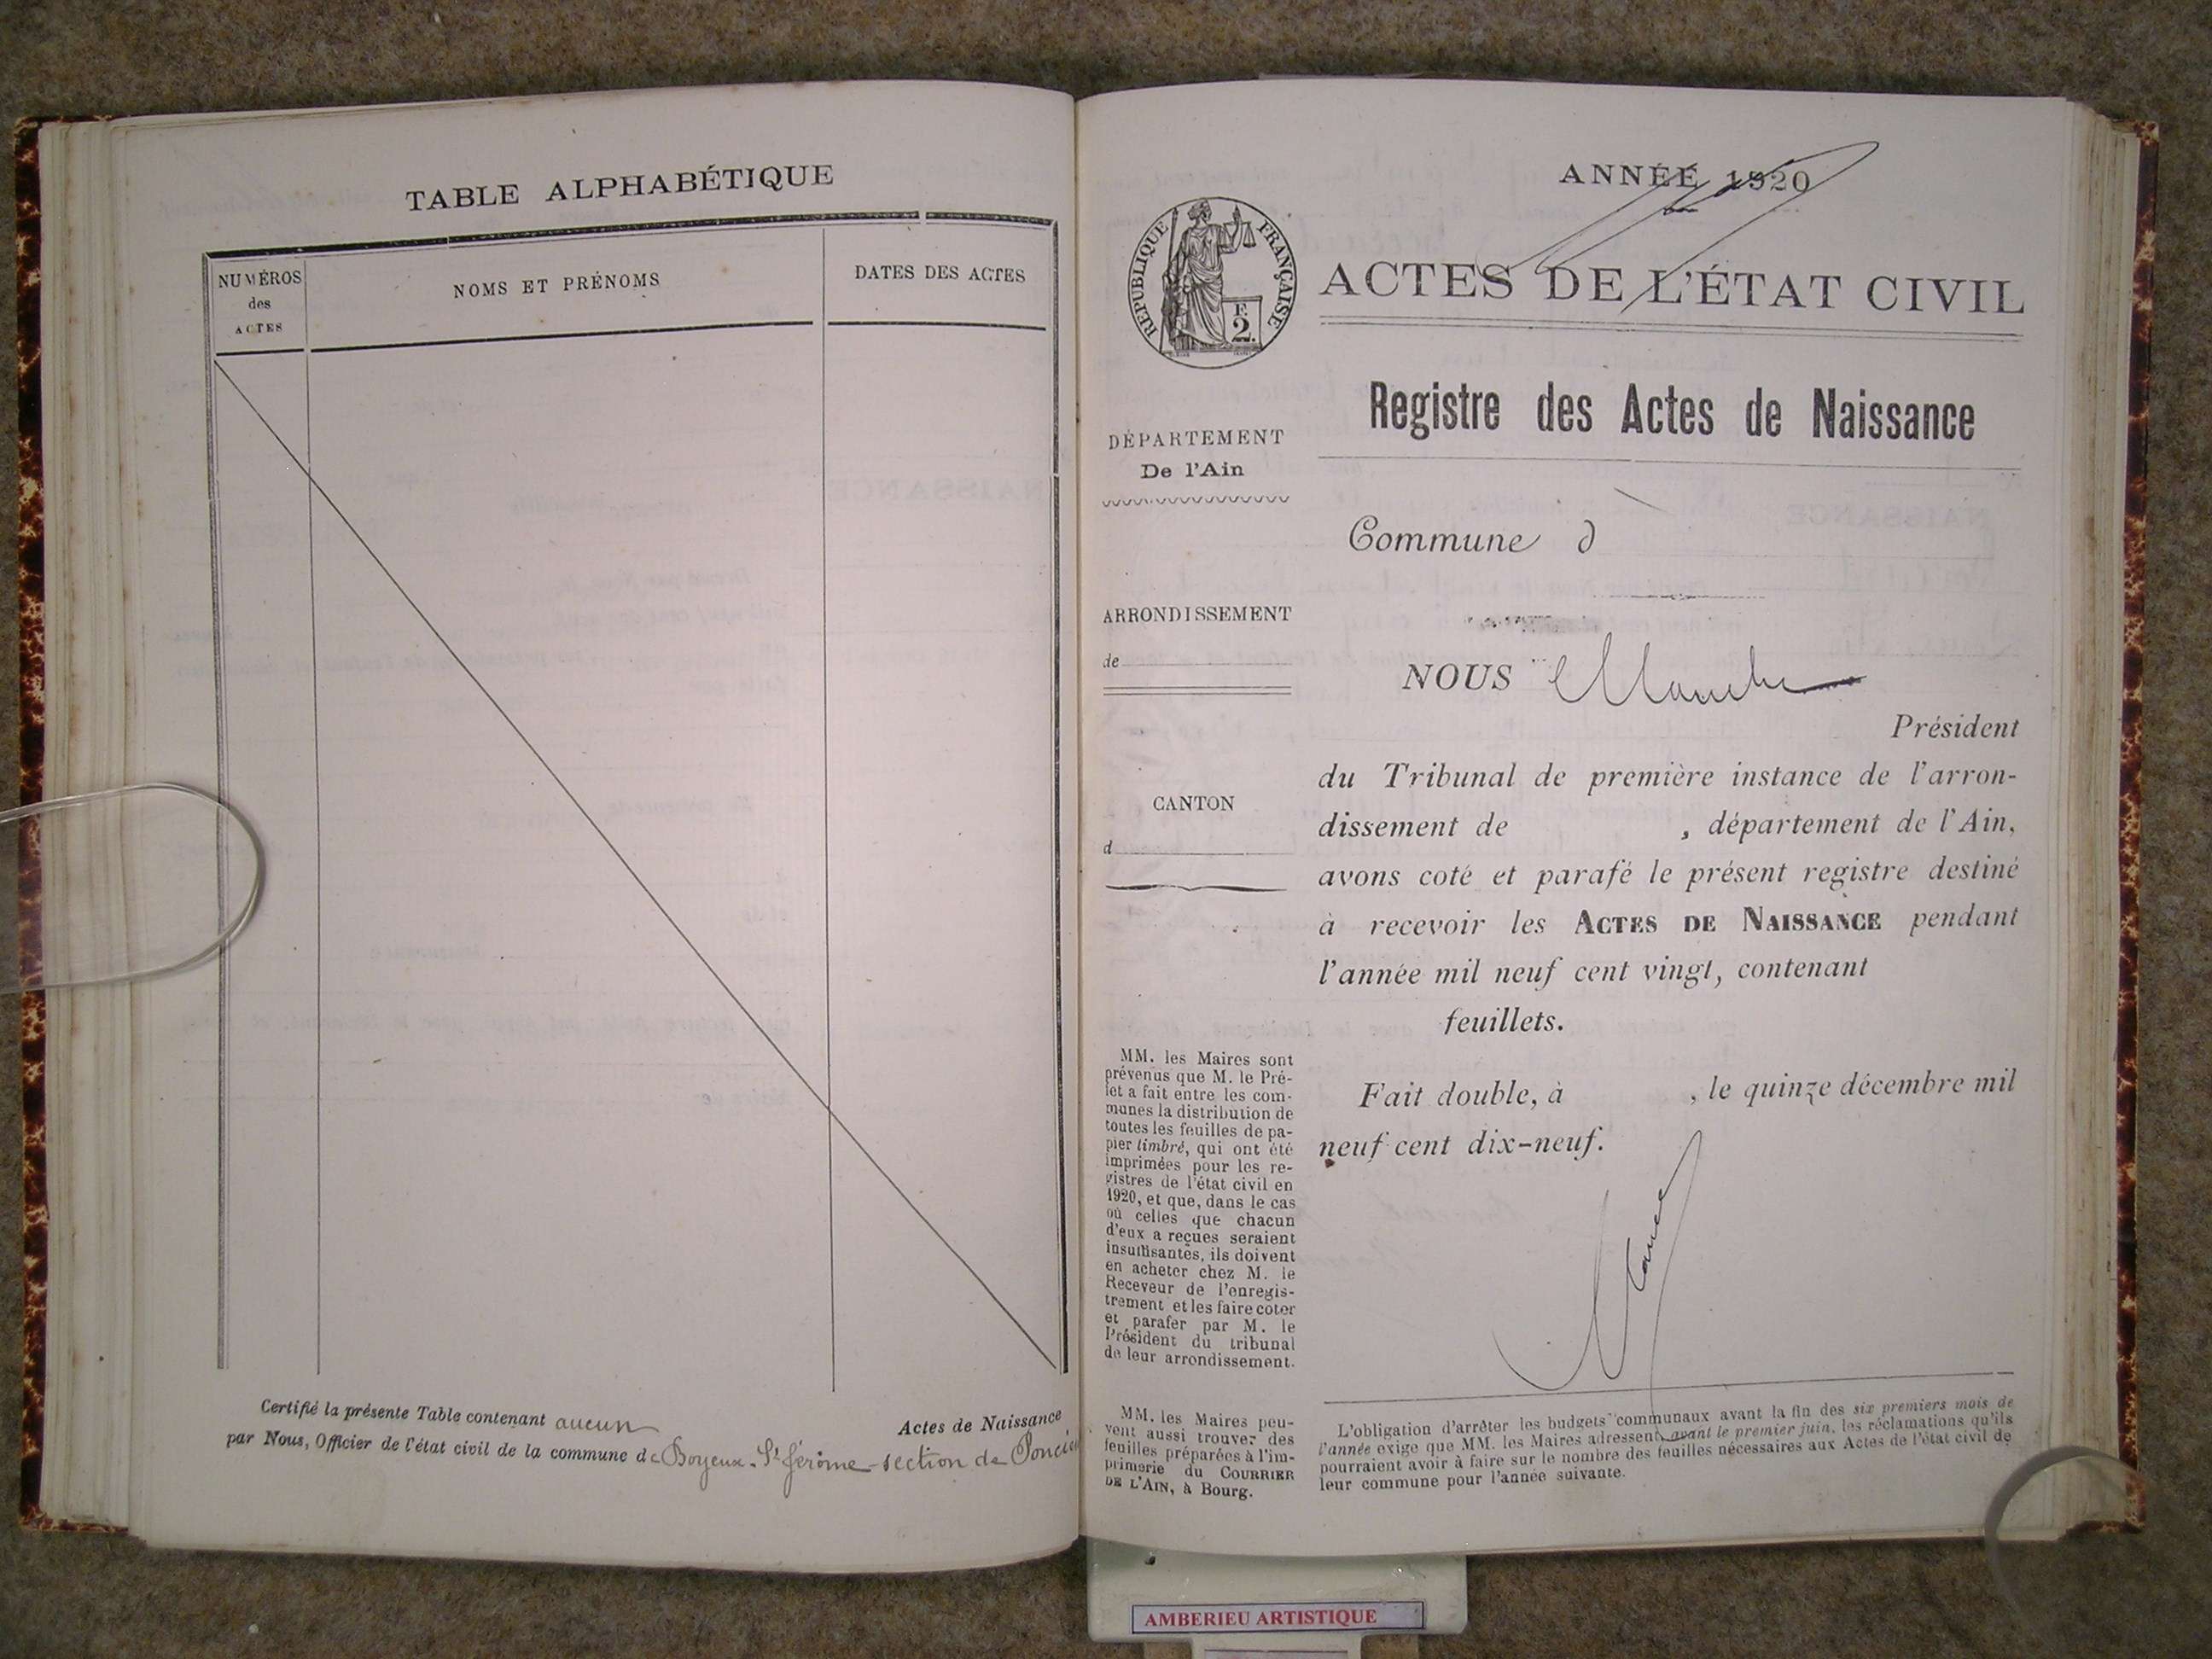 TABLE ALPHABÉTIQUE
NUMÉROS
des
ACTES
NOMS ET PRÉNOMS
DATES DES ACTES
Certifié la présente Table contenant aucun Actes de Naissance
par Nous, Officier de l'état civil de la commune de Boyeux-St Jérôme-section de Poncieux
ANNÉE 1920
RÉPUBLIQUE FRANÇAISE
F.
2.
ACTES DE L'ÉTAT CIVIL
Registre des Actes de Naissance
DÉPARTEMENT
De l'Ain
Commune d
ARRONDISSEMENT
de
CANTON
d
NOUS
Président
du Tribunal de première instance de l'arron-
dissement de , département de l'Ain,
avons coté et parafé le présent registre destiné
à recevoir les ACTES DE NAISSANCE pendant
l'année mil neuf cent vingt, contenant
feuillets.
Fait double, à , le quinze décembre mil
neuf cent dix-neuf.
MM. les Maires sont
prévenus que M. le Pré-
fet a fait entre les com-
munes la distribution de
toutes les feuilles de pa-
pier timbré, qui ont été
imprimées pour les re-
gistres de l'état civil en
1920, et que, dans le cas
où celles que chacun
d'eux a reçues seraient
insuffisantes, ils doivent
en acheter chez M. le
Receveur de l'enregis-
trement et les faire coter
et parafer par M. le
Président du tribunal
de leur arrondissement.
MM. les Maires peu-
vent aussi trouver des
feuilles préparées à l'im-
primerie du COURRIER
DE L'AIN, à Bourg.
L'obligation d'arrêter les budgets communaux avant la fin des six premiers mois de
l'année exige que MM. les Maires adressent, avant le premier juin, les réclamations qu'ils
pourraient avoir à faire sur le nombre des feuilles nécessaires aux Actes de l'état civil de
leur commune pour l'année suivante.
AMBERIEU ARTISTIQUE